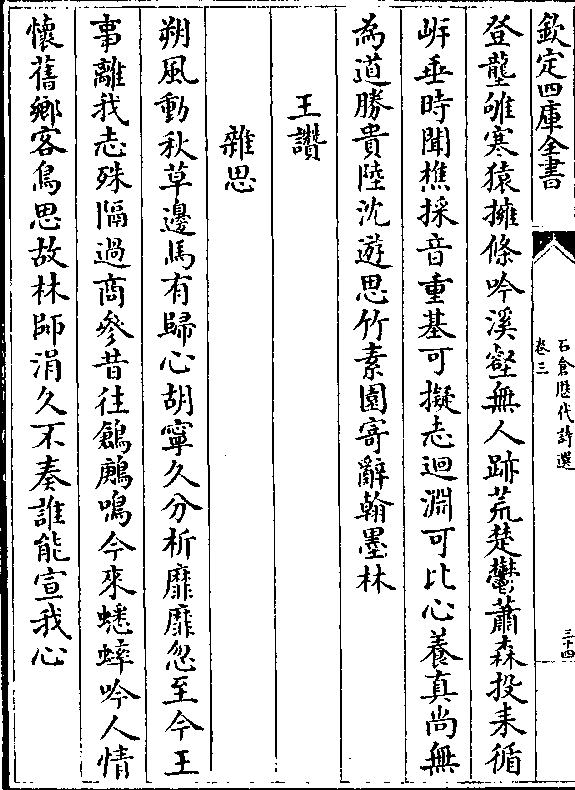 欽定四庫全書
石倉歷代詩選
卷三
三十四
登壟雊寒猿擁條吟溪壑無人跡荒楚鬱蕭森投耒循
岸垂時聞樵採音重基可擬志迴淵可比心養真尚無
為道勝貴陸沈遊思竹素園寄辭翰墨林
王讚
雜思
朔風動秋草邊馬有歸心胡寧久分析靡靡忽至今王
事離我志殊隔過商參昔往鶬鶊鳴今來蟋蟀吟人情
懷舊鄉客鳥思故林師涓久不奏誰能宣我心